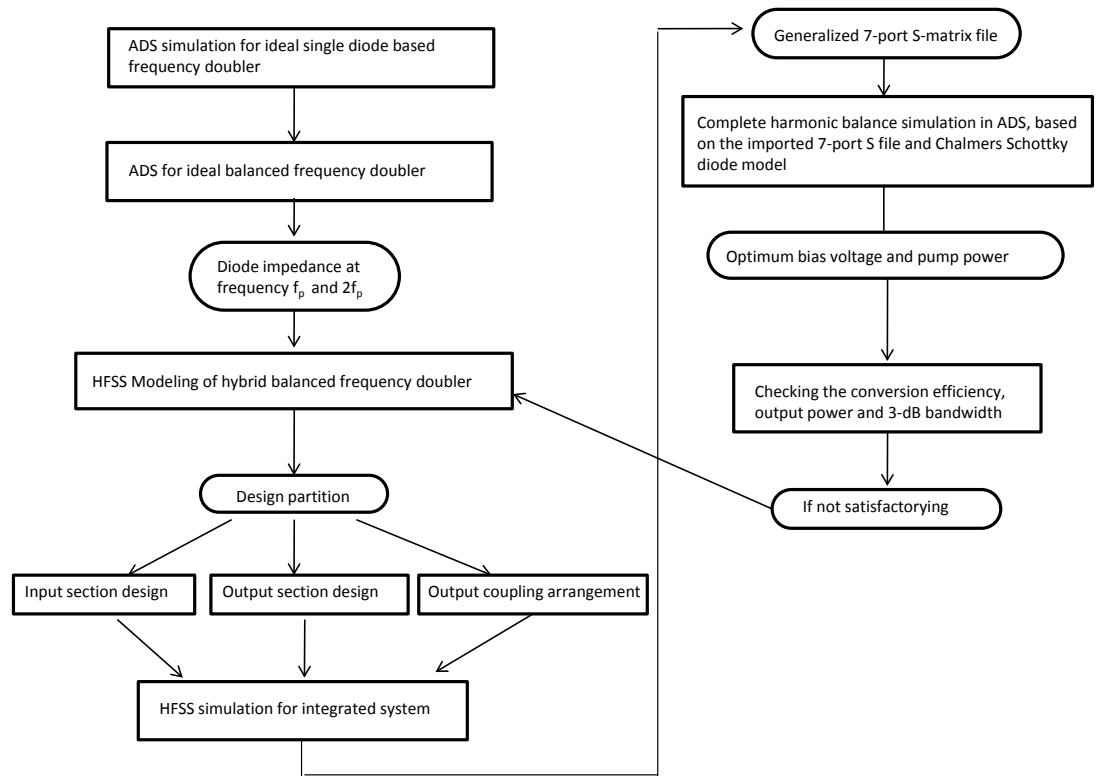 ADS simulation for ideal single diode based
frequency doubler
ADS for ideal balanced frequency doubler
Diode impedance at
frequency fp and 2fp
HFSS Modeling of hybrid balanced frequency doubler
Design partition
Input section design
Output section design
Output coupling arrangement
HFSS simulation for integrated system
Generalized 7-port S-matrix file
Complete harmonic balance simulation in ADS, based
on the imported 7-port S file and Chalmers Schottky
diode model
Optimum bias voltage and pump power
Checking the conversion efficiency,
output power and 3-dB bandwidth
If not satisfactorying